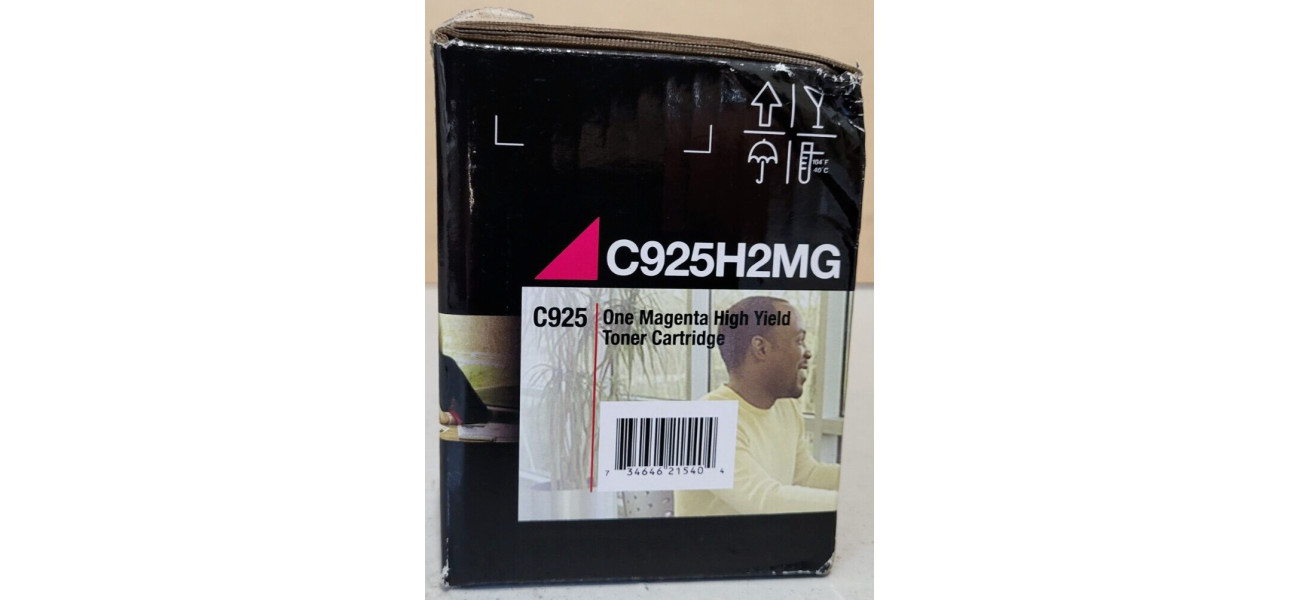 104°F
40°C
C925H2MG
C925
One Magenta High Yield
Toner Cartridge
7 34646 21540 4